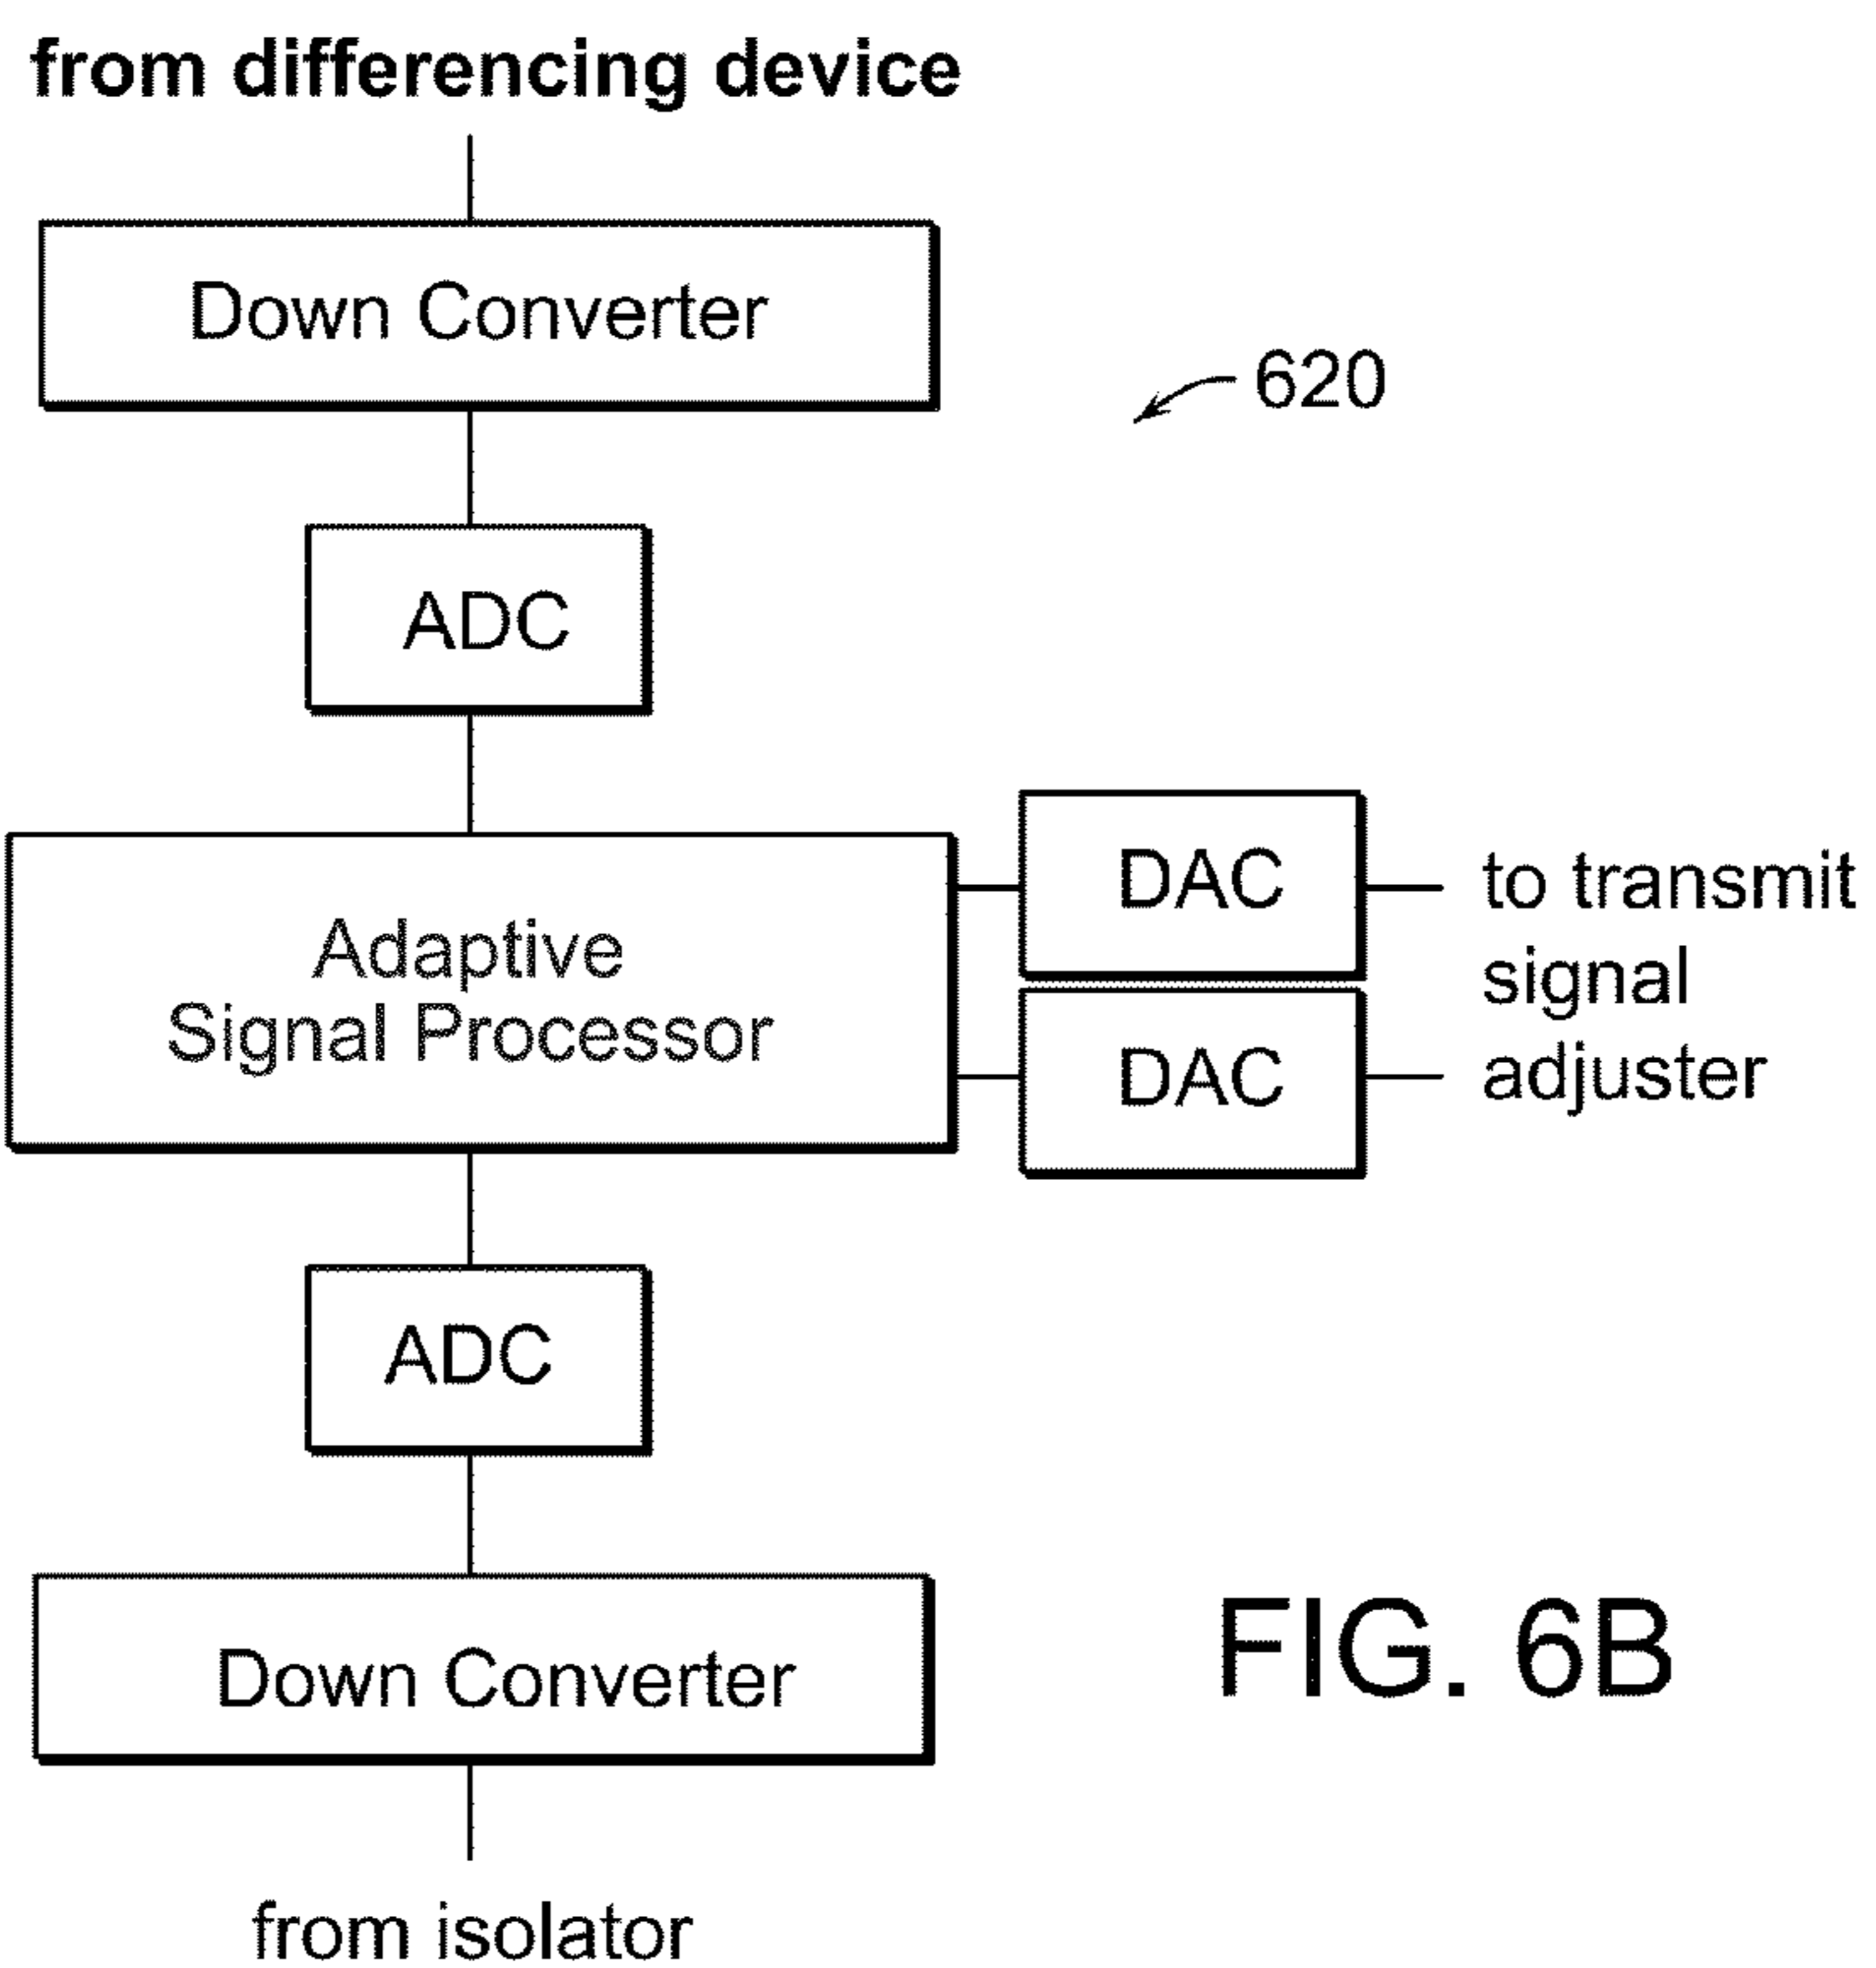 from differencing device
Down Converter
620
ADC
DAC
to transmit
signal
adjuster
Adaptive
Signal Processor
DAC
ADC
Down Converter
FIG. 6B
from isolator